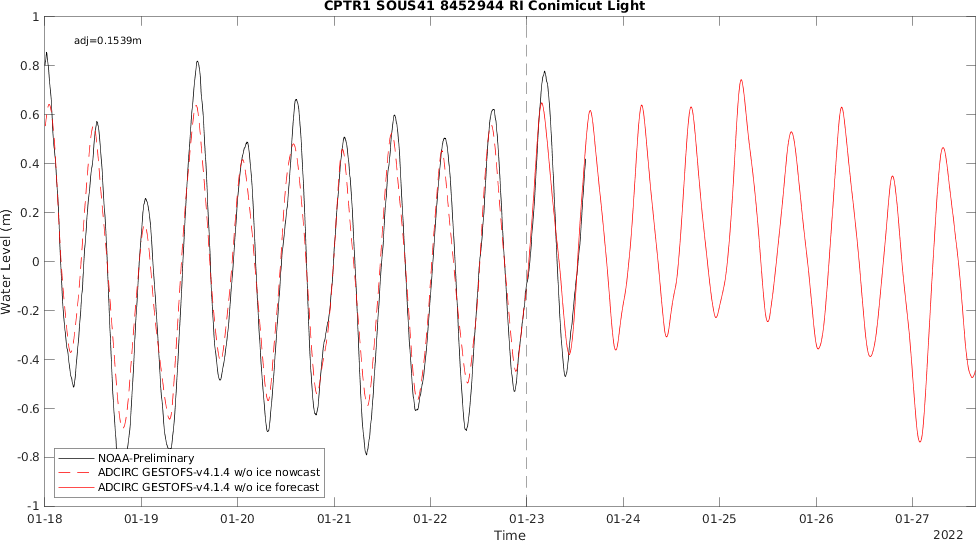 CPTR1 SOUS41 8452944 RI Conimicut Light
adj=0.1539m
1
0.8
0.6
0.4
0.2
0
-0.2
-0.4
-0.6
-0.8
-1
Water Level (m)
NOAA-Preliminary
ADCIRC GESTOFS-v4.1.4 w/o ice nowcast
ADCIRC GESTOFS-v4.1.4 w/o ice forecast
01-18 01-19 01-20 01-21 01-22 01-23 01-24 01-25 01-26 01-27
Time
2022